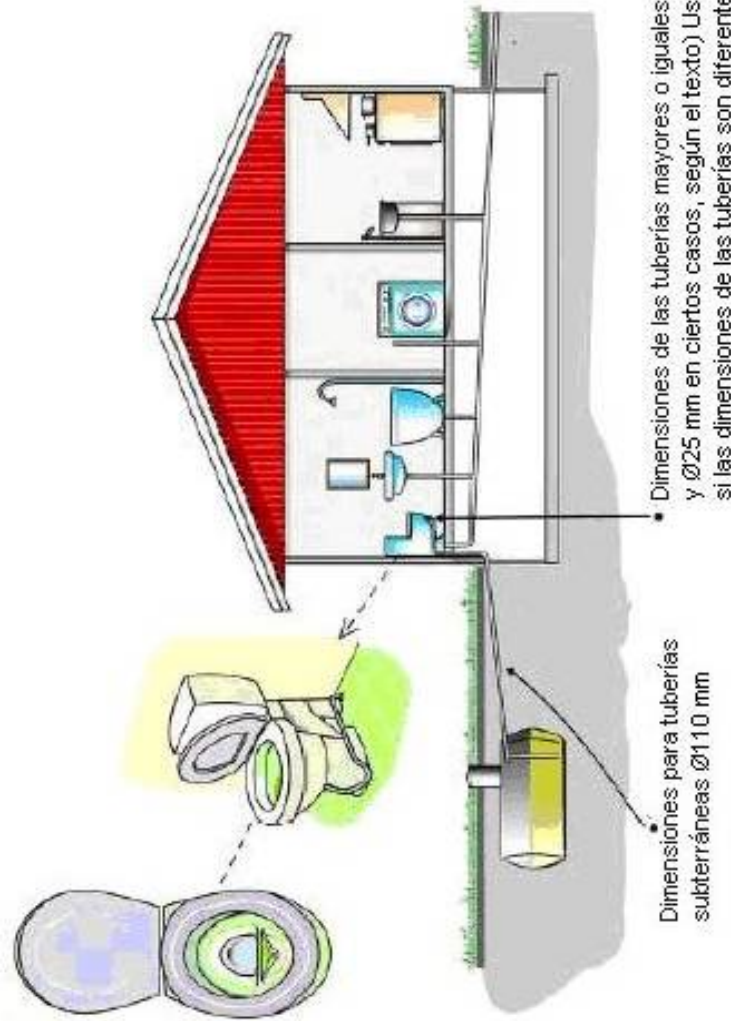 Dimensiones para tuberías
subterráneas Ø110 mm
Dimensiones de las tuberías mayores o iguales
y Ø25 mm en ciertos casos, según el texto) Us
si las dimensiones de las tuberías son diferente